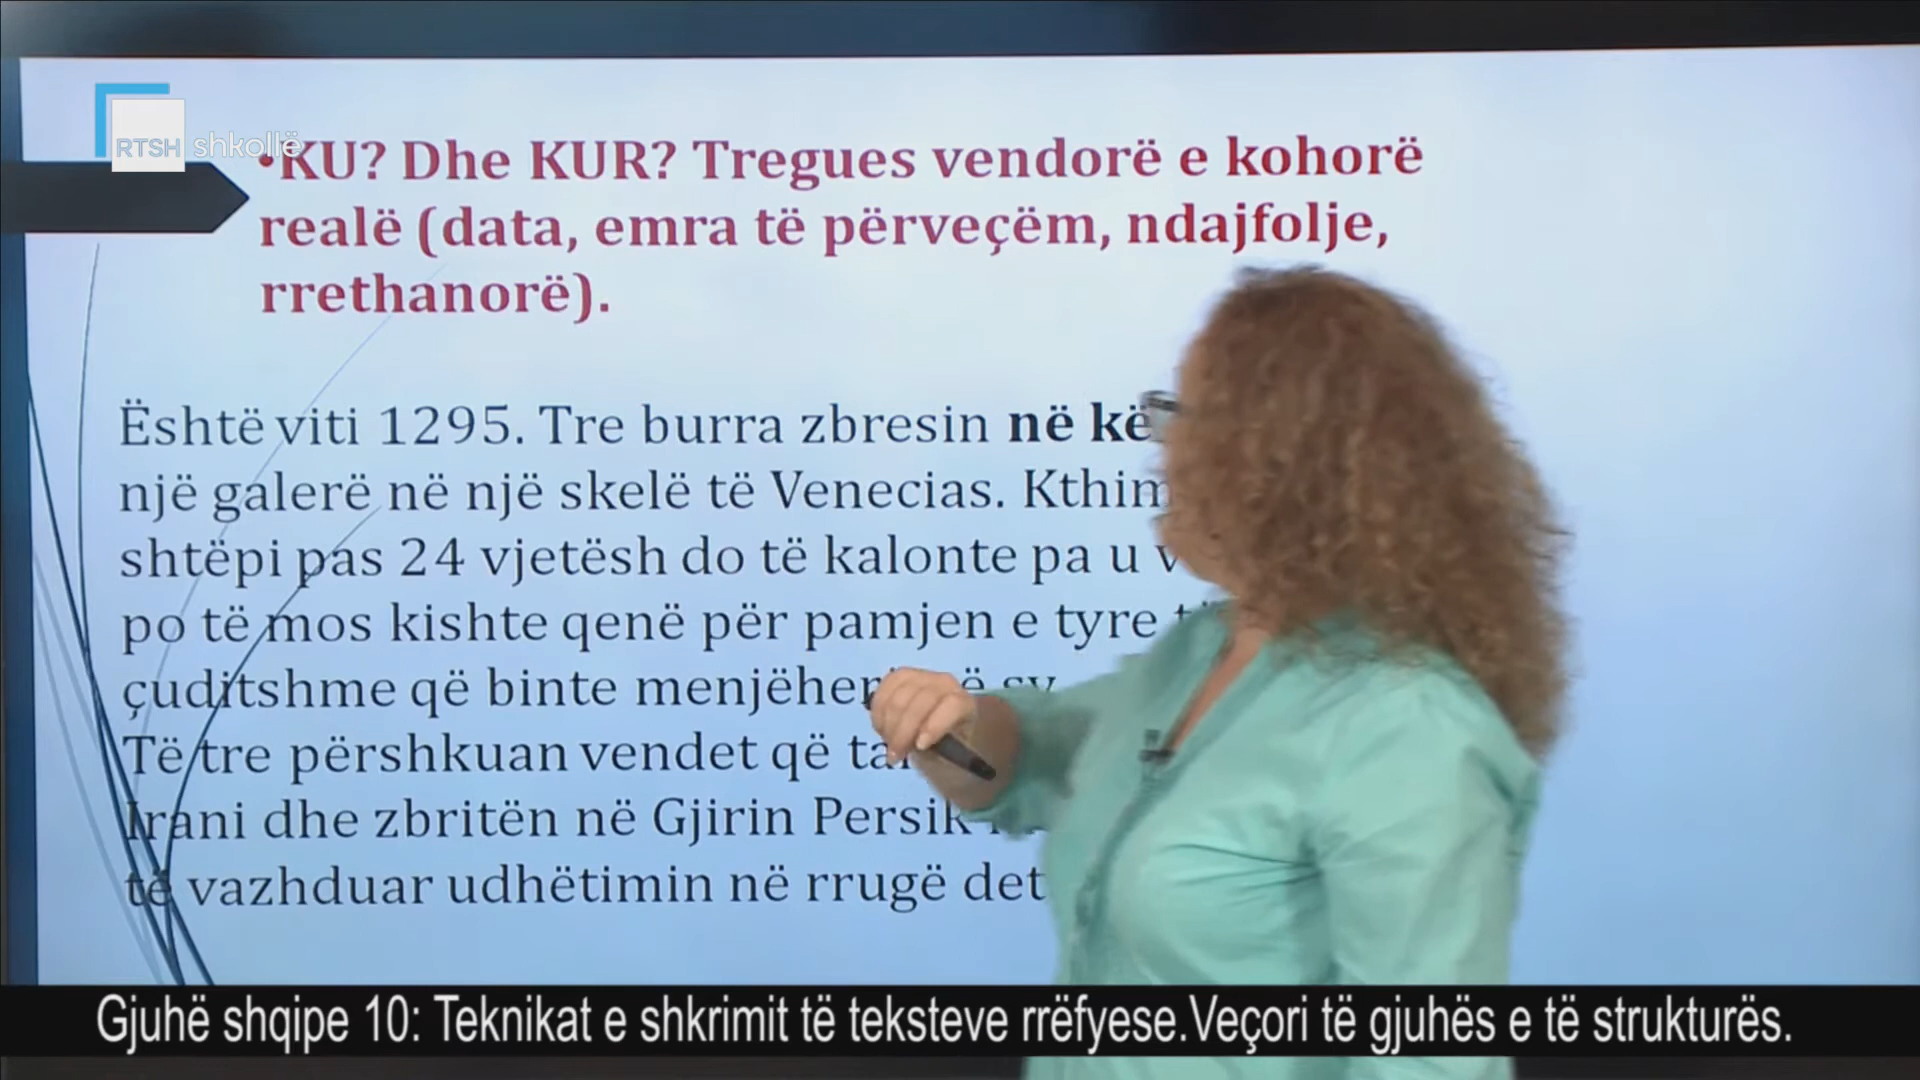 RTSH shkollë
•KU? Dhe KUR? Tregues vendorë e kohorë
realë (data, emra të përveçëm, ndajfolje,
rrethanorë).
Është viti 1295. Tre burra zbresin në
një galerë në një skelë të Venecias.
shtëpi pas 24 vjetësh do të kalonte pa u
po të mos kishte qenë për pamjen e tyre
çuditshme që binte menjëherë
Të tre përshkuan vendet që
Irani dhe zbritën në Gjirin Persik
të vazhduar udhëtimin në rrugë
Gjuhë shqipe 10: Teknikat e shkrimit të teksteve rrëfyese.Veçori të gjuhës e të strukturës.